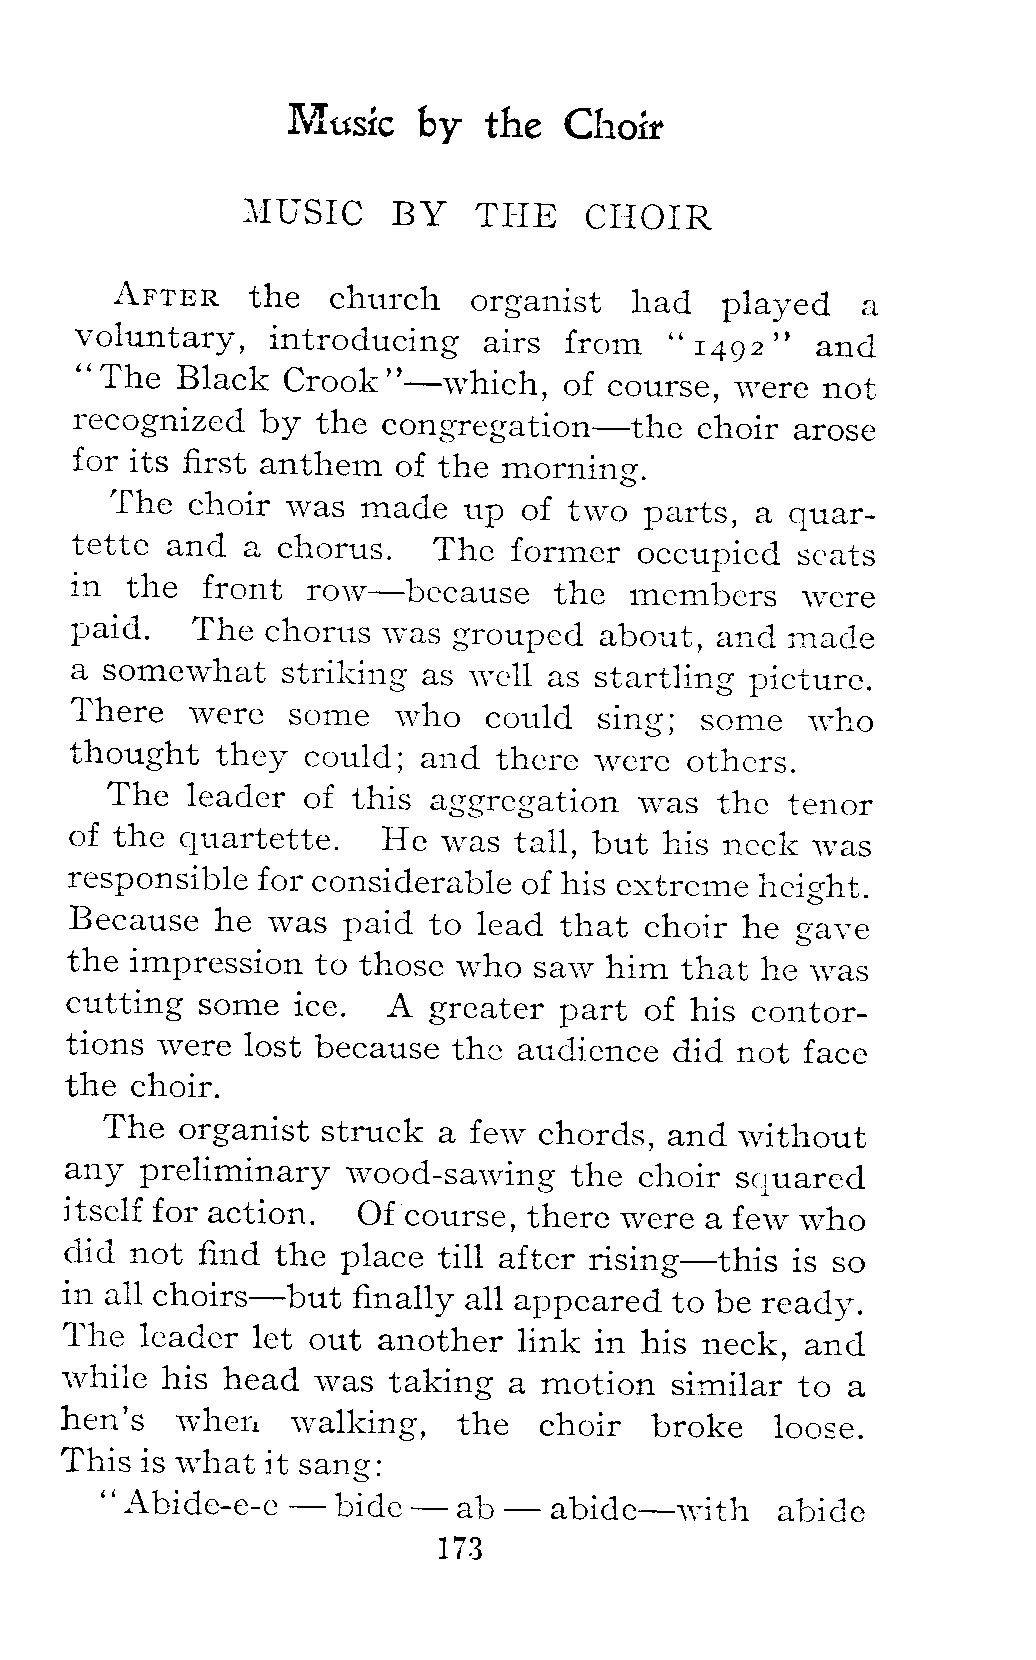 Music by the Choir
MUSIC BY THE CHOIR
AFTER the church organist had played a
voluntary, introducing airs from "1492" and
"The Black Crook"—which, of course, were not
recognized by the congregation—the choir arose
for its first anthem of the morning.
The choir was made up of two parts, a quar-
tette and a chorus. The former occupied seats
in the front row—because the members were
paid. The chorus was grouped about, and made
a somewhat striking as well as startling picture.
There were some who could sing; some who
thought they could; and there were others.
The leader of this aggregation was the tenor
of the quartette. He was tall, but his neck was
responsible for considerable of his extreme height.
Because he was paid to lead that choir he gave
the impression to those who saw him that he was
cutting some ice. A greater part of his contor-
tions were lost because the audience did not face
the choir.
The organist struck a few chords, and without
any preliminary wood-sawing the choir squared
itself for action. Of course, there were a few who
did not find the place till after rising—this is so
in all choirs—but finally all appeared to be ready.
The leader let out another link in his neck, and
while his head was taking a motion similar to a
hen's when walking, the choir broke loose.
This is what it sang:
"Abide-e-e — bide — ab — abide—with abide
173